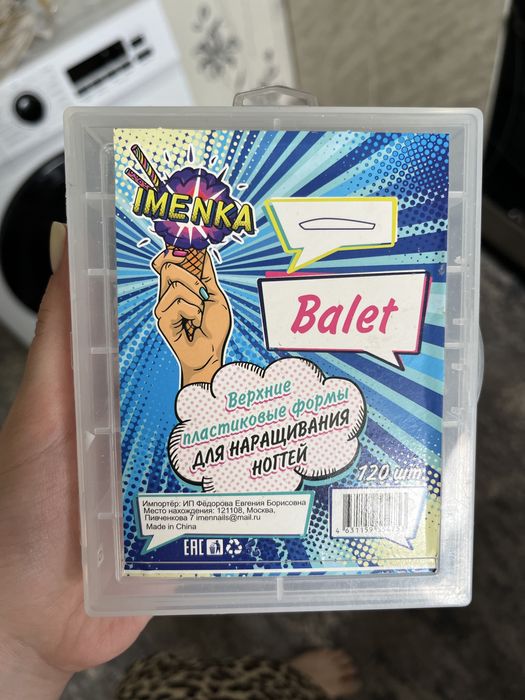 IMENKA
Balet
Верхние
пластиковые формы
ДЛЯ НАРАЩИВАНИЯ
НОГТЕЙ
120 шт
Импортёр: ИП Фёдорова Евгения Борисовна
Место нахождения: 121108, Москва,
Пивченкова 7 imennails@mail.ru
Made in China
EAC